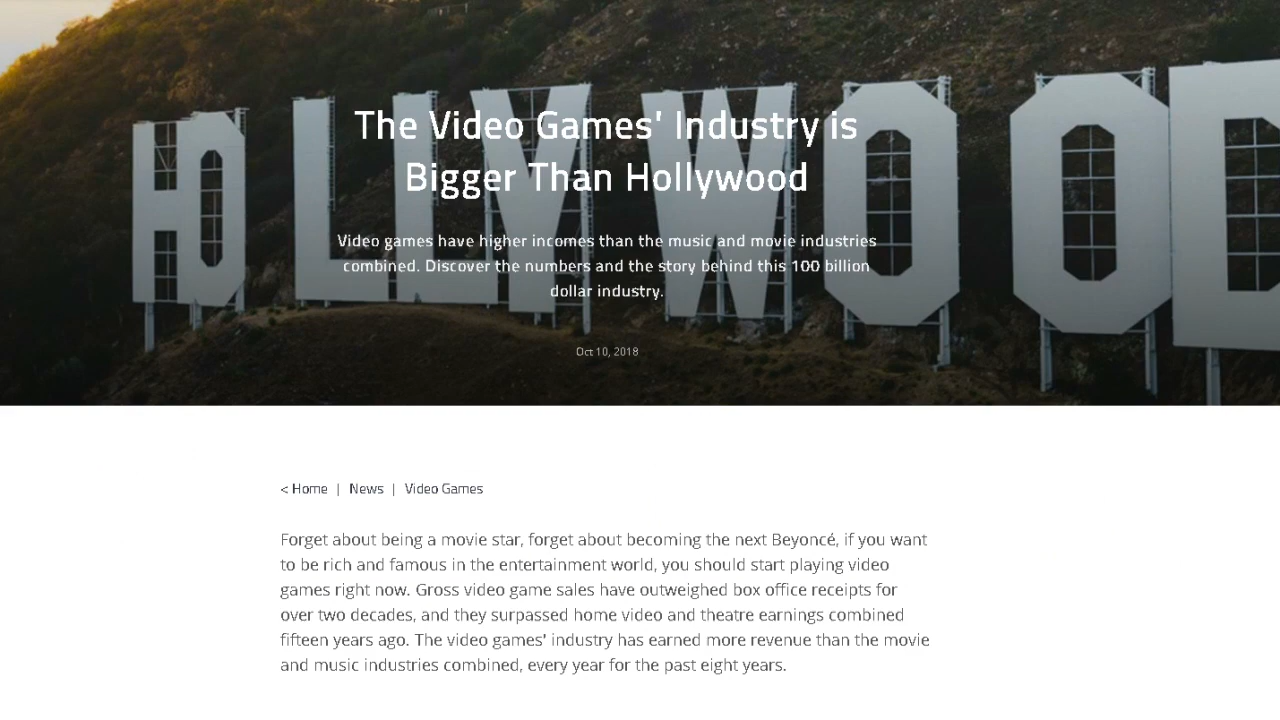 HOLLYWOOD
The Video Games' Industry is
Bigger Than Hollywood
Video games have higher incomes than the music and movie industries
combined. Discover the numbers and the story behind this 100 billion
dollar industry.
Oct 10, 2018
< Home | News | Video Games
Forget about being a movie star, forget about becoming the next Beyoncé, if you want
to be rich and famous in the entertainment world, you should start playing video
games right now. Gross video game sales have outweighed box office receipts for
over two decades, and they surpassed home video and theatre earnings combined
fifteen years ago. The video games' industry has earned more revenue than the movie
and music industries combined, every year for the past eight years.